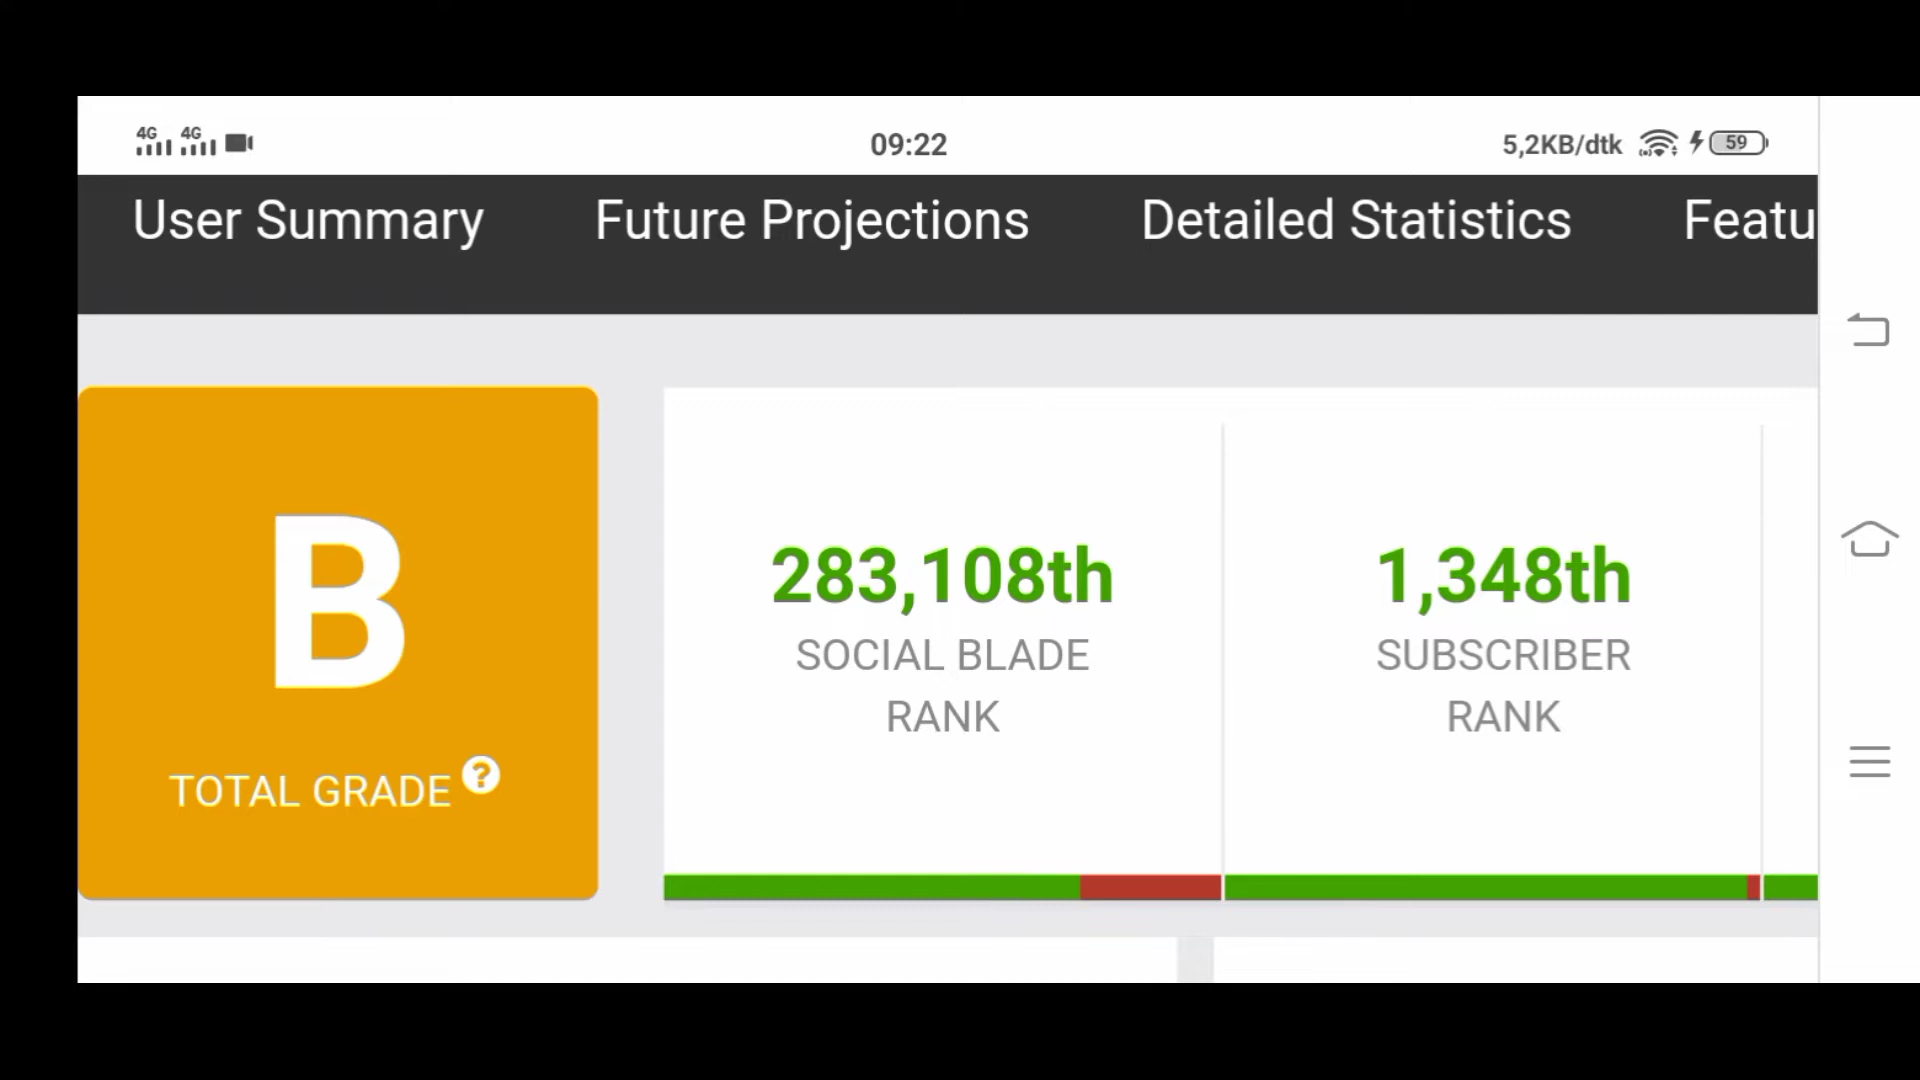 4G 4G 09:22 5,2KB/dtk 59
User Summary Future Projections Detailed Statistics Featu
B
TOTAL GRADE ?
283,108th
SOCIAL BLADE
RANK
1,348th
SUBSCRIBER
RANK